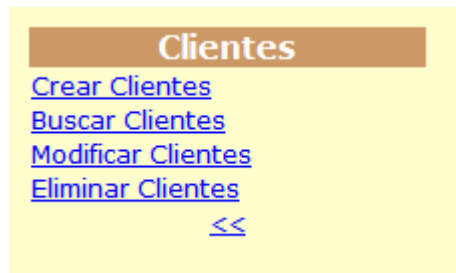 Clientes
Crear Clientes
Buscar Clientes
Modificar Clientes
Eliminar Clientes
<<